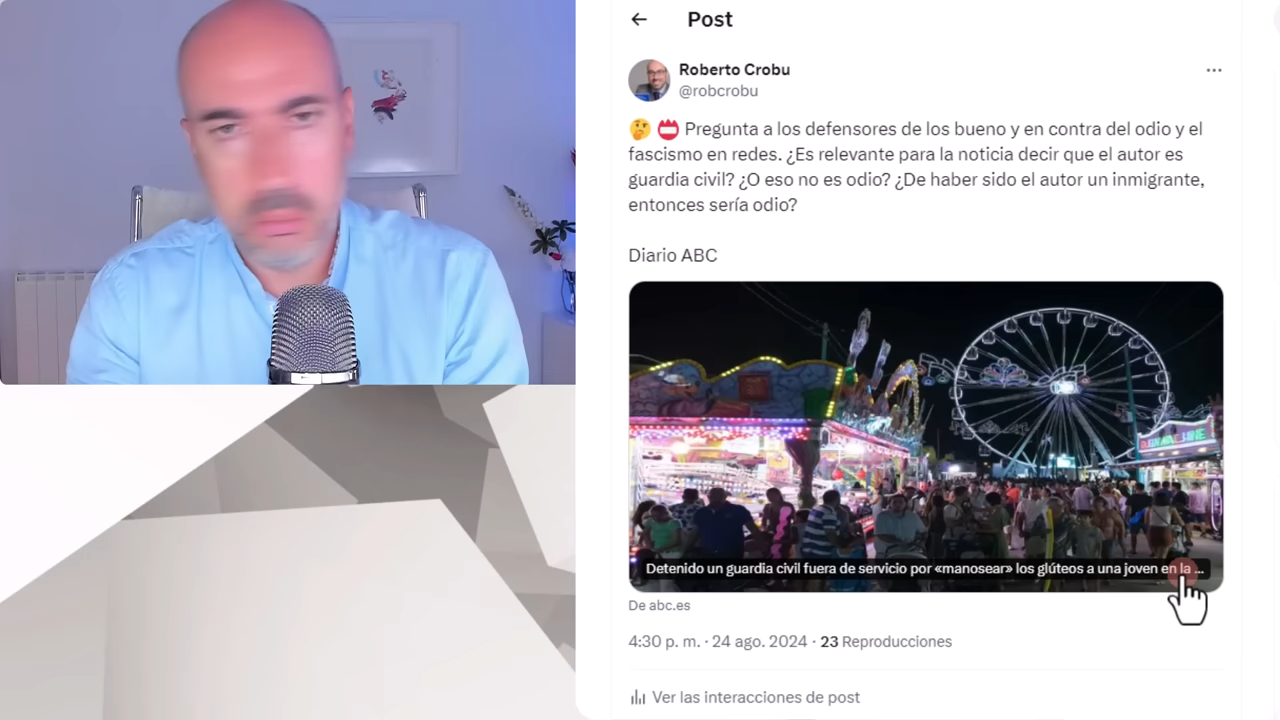 Post
Roberto Crobu
@robcrobu
🤔 📛 Pregunta a los defensores de los bueno y en contra del odio y el
fascismo en redes. ¿Es relevante para la noticia decir que el autor es
guardia civil? ¿O eso no es odio? ¿De haber sido el autor un inmigrante,
entonces sería odio?
Diario ABC
Detenido un guardia civil fuera de servicio por «manosear» los glúteos a una joven en la ...
De abc.es
4:30 p. m. · 24 ago. 2024 · 23 Reproducciones
Ver las interacciones de post